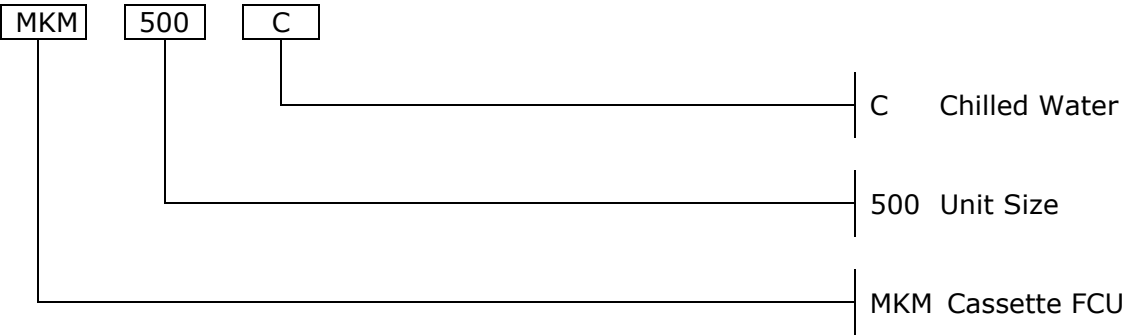 MKM 500 C
C Chilled Water
500 Unit Size
MKM Cassette FCU